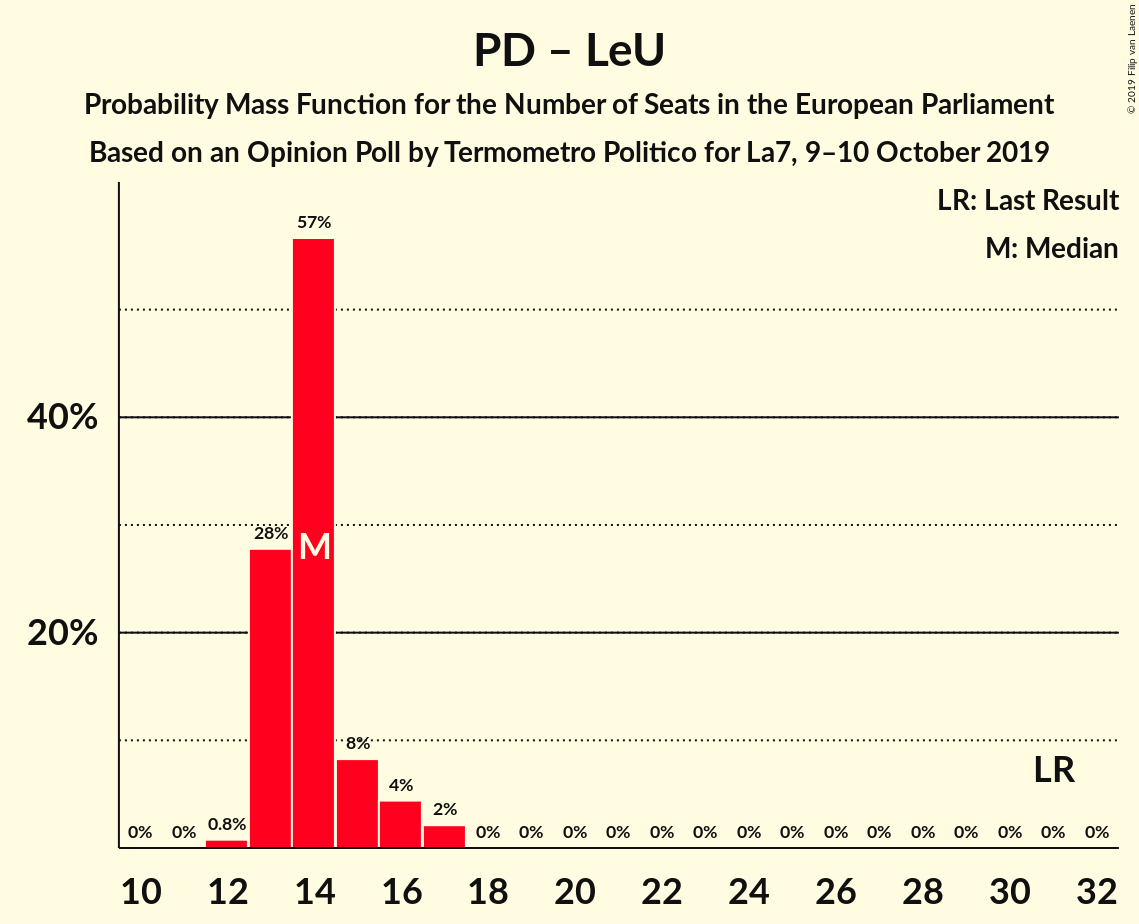 © 2019 Filip van Laenen
PD – LeU
Probability Mass Function for the Number of Seats in the European Parliament
Based on an Opinion Poll by Termometro Politico for La7, 9–10 October 2019
LR: Last Result
M: Median
57%
40%
28%
M
20%
8%
LR
4%
2%
0% 0% 0.8% 0% 0% 0% 0% 0% 0% 0% 0% 0% 0% 0% 0% 0% 0% 0%
10 12 14 16 18 20 22 24 26 28 30 32